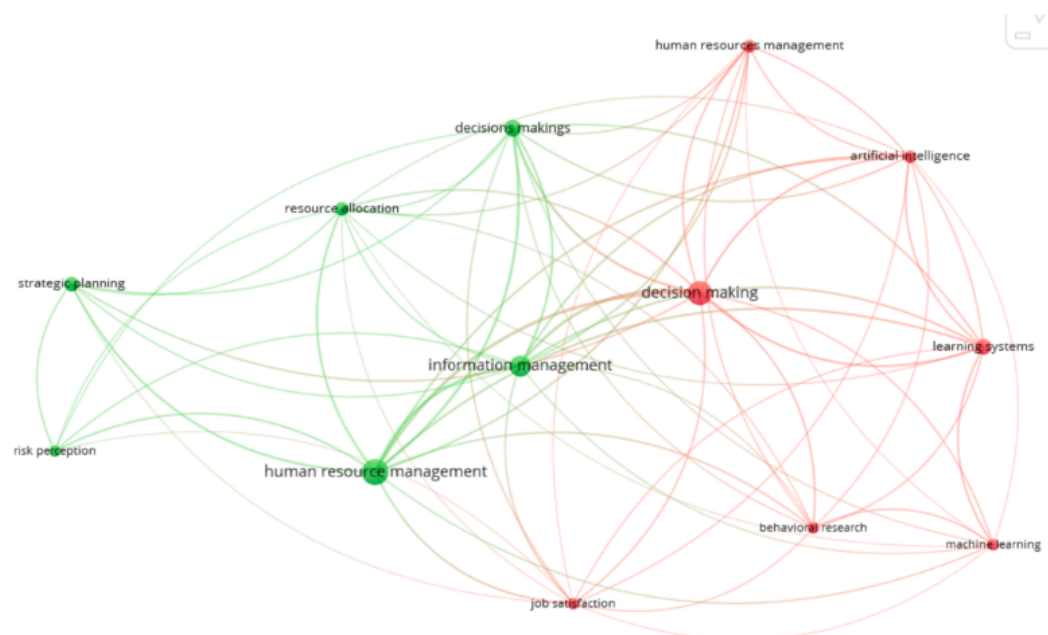 human resources management
decisions makings
artificial intelligence
resource allocation
strategic planning
decision making
learning systems
information management
risk perception
human resource management
behavioral research
machine learning
job satisfaction